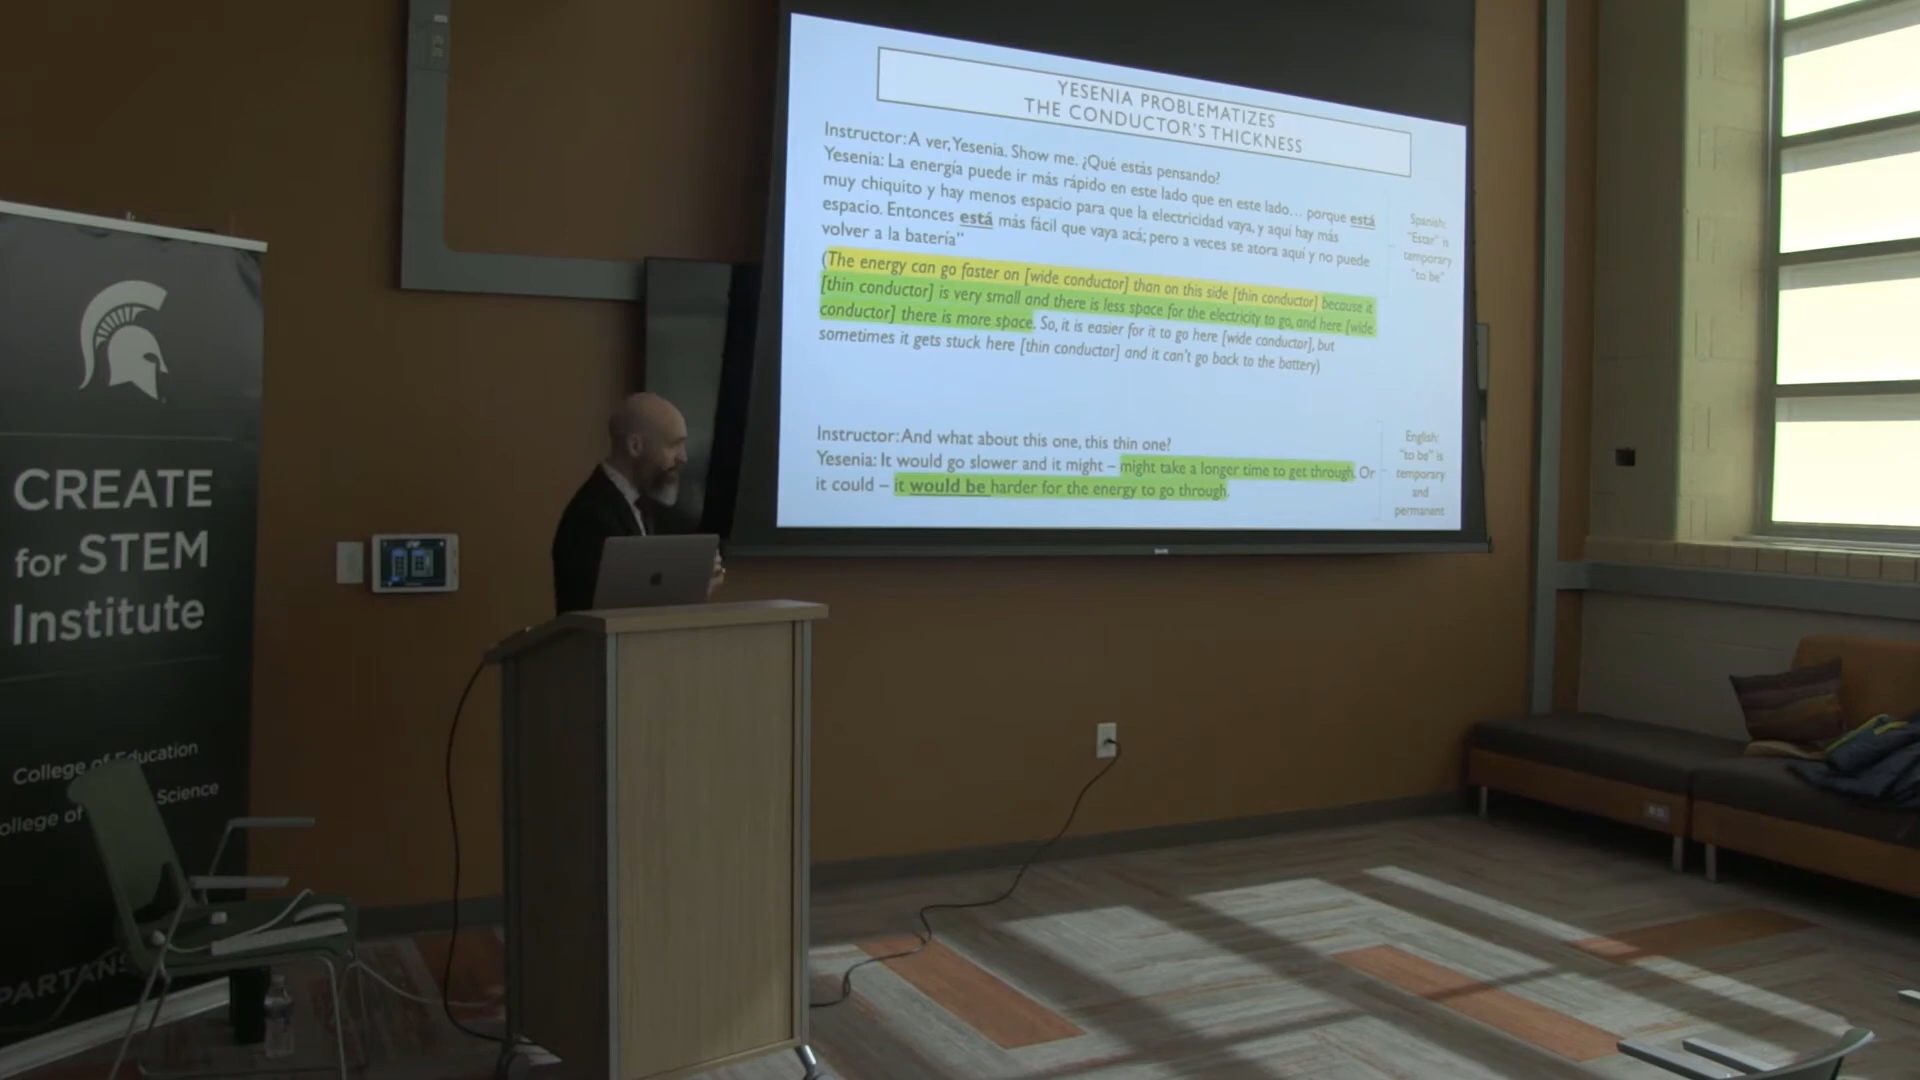 YESENIA PROBLEMATIZES
THE CONDUCTOR'S THICKNESS
Instructor: A ver, Yesenia. Show me. ¿Qué estás pensando?
Yesenia: La energía puede ir más rápido en este lado que en este lado... porque está
muy chiquito y hay menos espacio para que la electricidad vaya, y aquí hay más
espacio. Entonces está más fácil que vaya acá; pero a veces se atora aquí y no puede
volver a la batería”
(The energy can go faster on [wide conductor] than on this side [thin conductor] because it
[thin conductor] is very small and there is less space for the electricity to go, and here [wide
conductor] there is more space. So, it is easier for it to go here [wide conductor], but
sometimes it gets stuck here [thin conductor] and it can't go back to the battery)
Spanish:
"Estar" is
temporary
"to be"
Instructor: And what about this one, this thin one?
Yesenia: It would go slower and it might – might take a longer time to get through. Or
it could – it would be harder for the energy to go through.
English:
"to be" is
temporary
and
permanent
CREATE
for STEM
Institute
College of Education
College of Science
PARTANS